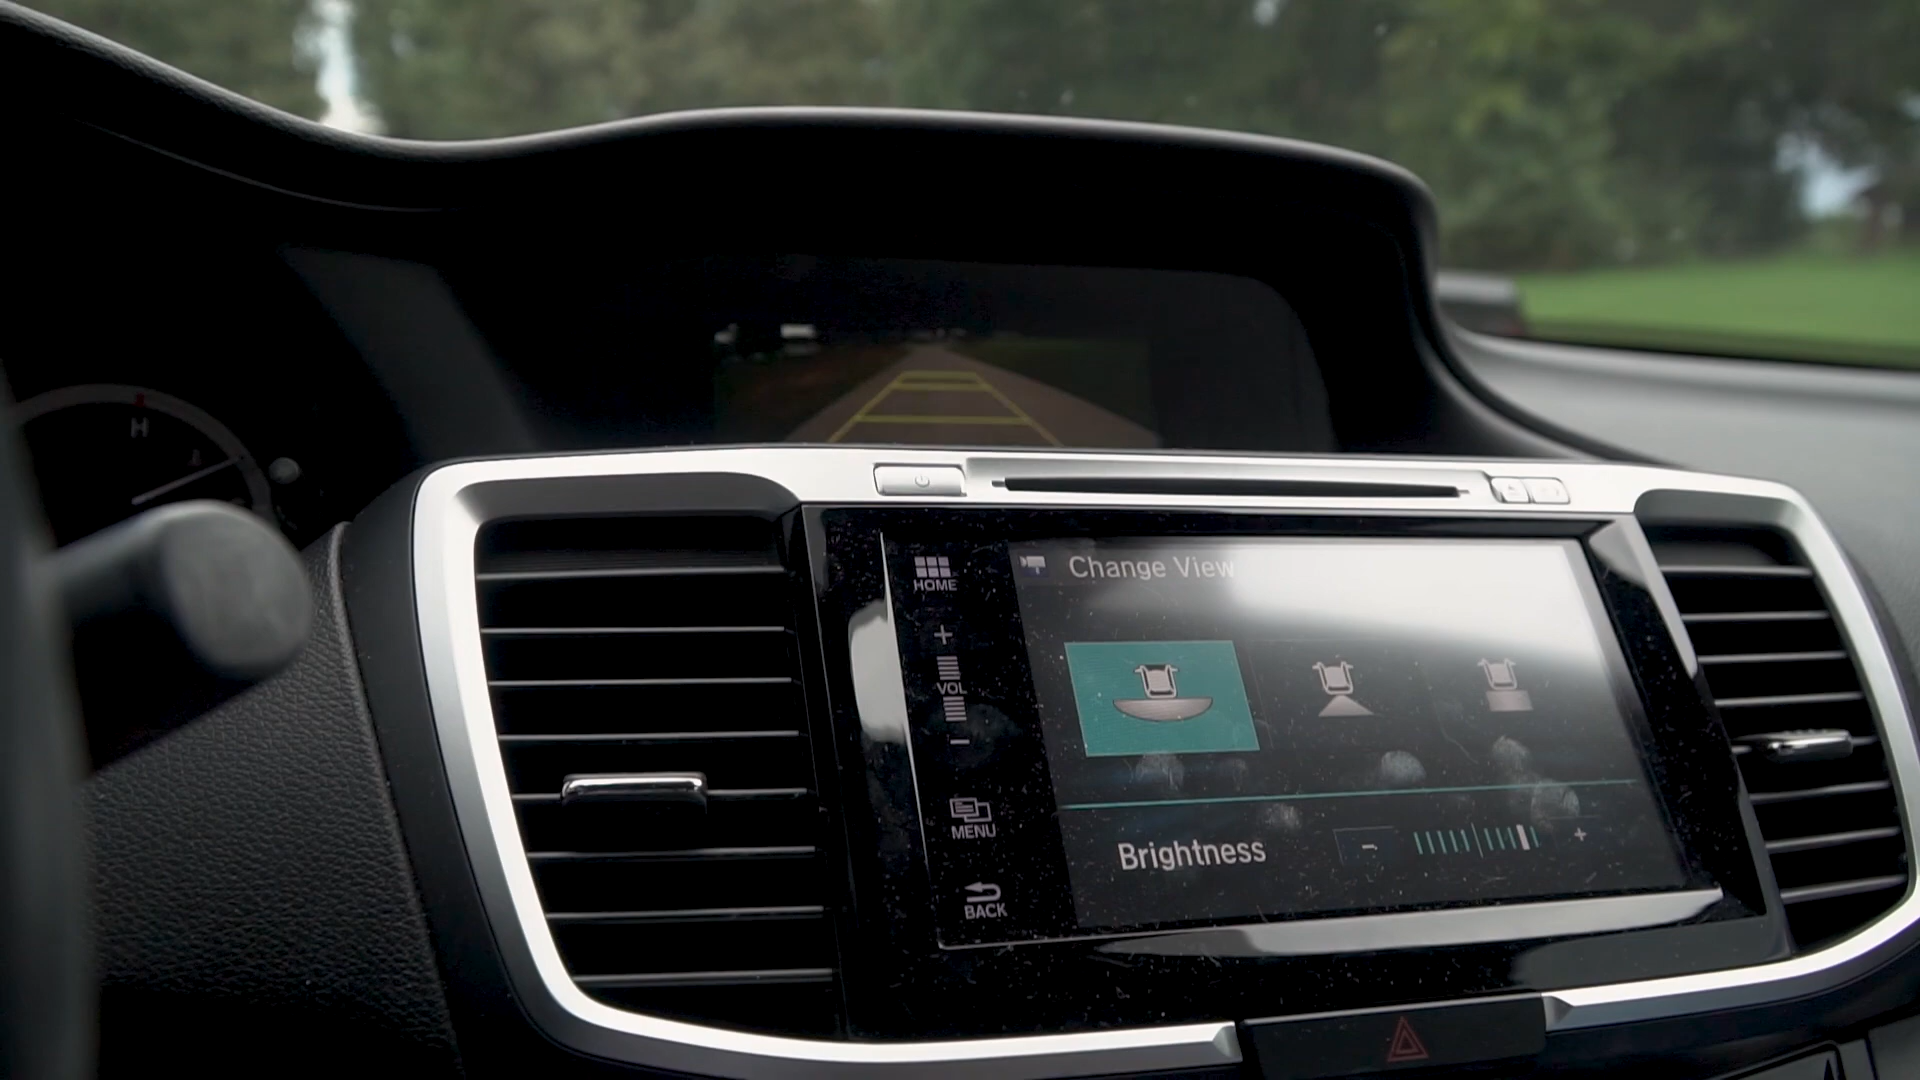 H
HOME
Change View
+
VOL
-
MENU
BACK
Brightness
-
+